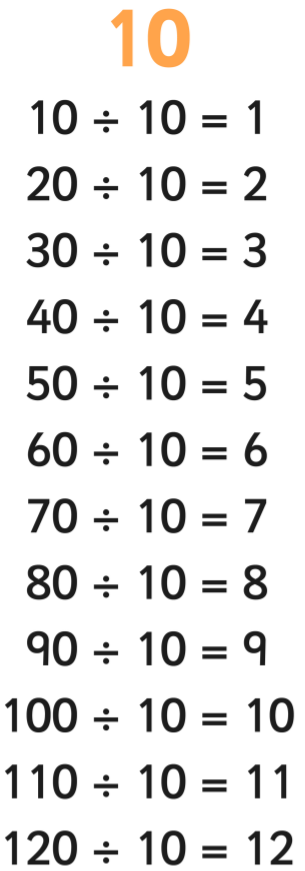 10
10 ÷ 10 = 1
20 ÷ 10 = 2
30 ÷ 10 = 3
40 ÷ 10 = 4
50 ÷ 10 = 5
60 ÷ 10 = 6
70 ÷ 10 = 7
80 ÷ 10 = 8
90 ÷ 10 = 9
100 ÷ 10 = 10
110 ÷ 10 = 11
120 ÷ 10 = 12